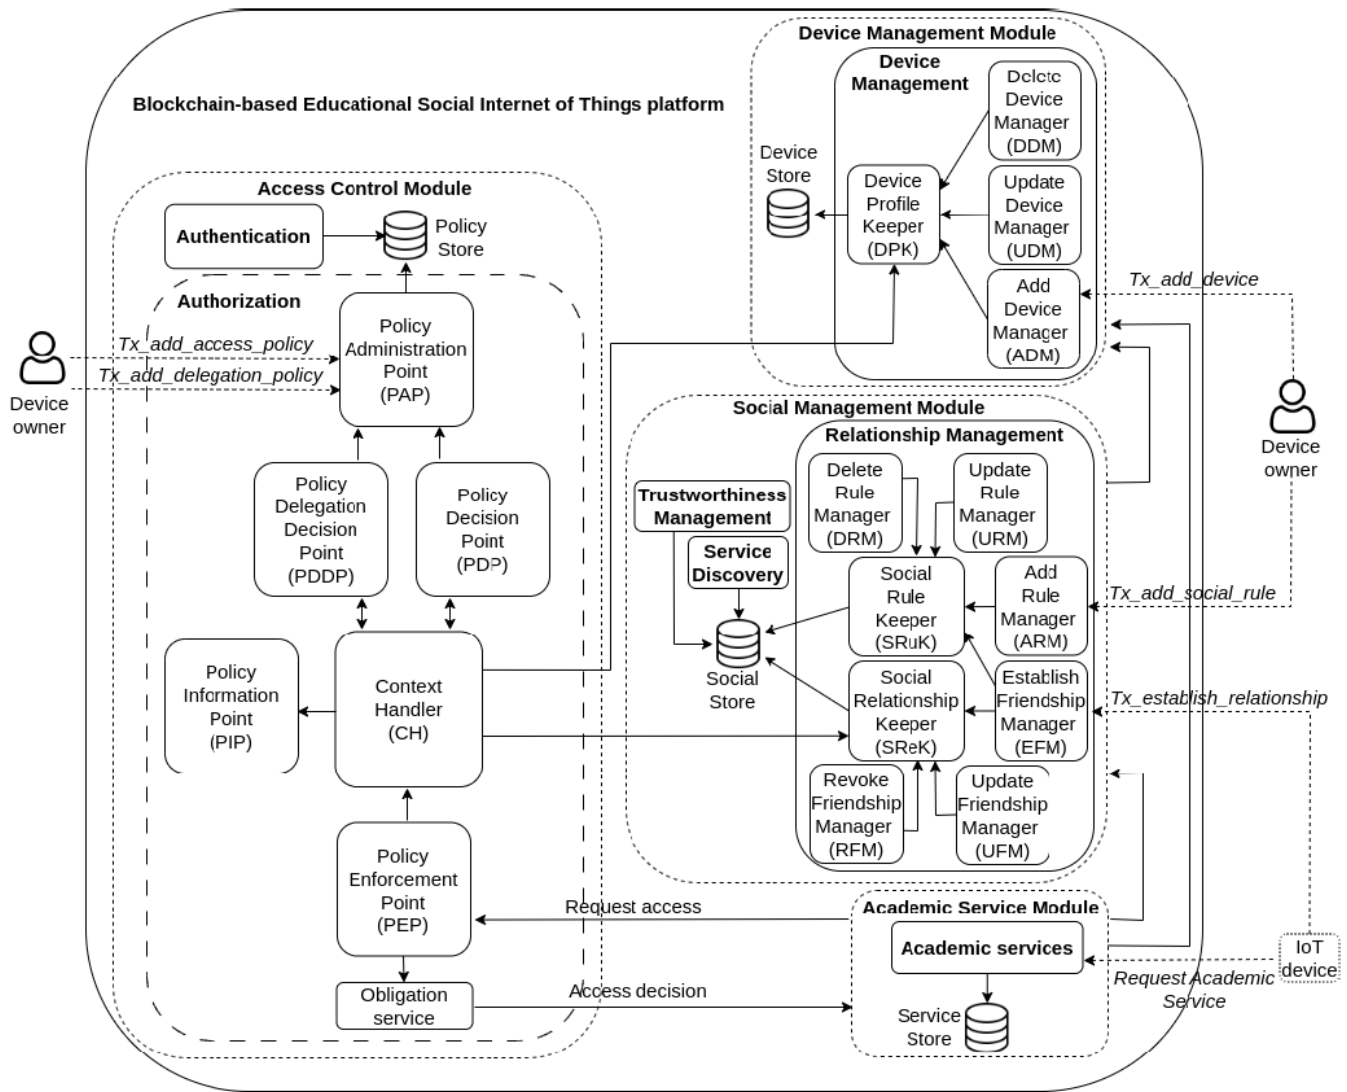 Blockchain-based Educational Social Internet of Things platform
Access Control Module
Authentication
Policy
Store
Authorization
Policy
Administration
Point
(PAP)
Tx_add_access_policy
Tx_add_delegation_policy
Device
owner
Policy
Delegation
Decision
Point
(PDDP)
Policy
Decision
Point
(PDP)
Policy
Information
Point
(PIP)
Context
Handler
(CH)
Policy
Enforcement
Point
(PEP)
Obligation
service
Request access
Access decision
Device Management Module
Device
Management
Delete
Device
Manager
(DDM)
Device
Store
Device
Profile
Keeper
(DPK)
Update
Device
Manager
(UDM)
Add
Device
Manager
(ADM)
Tx_add_device
Device
owner
Social Management Module
Relationship Management
Delete
Rule
Manager
(DRM)
Update
Rule
Manager
(URM)
Trustworthiness
Management
Service
Discovery
Social
Rule
Keeper
(SRuK)
Add
Rule
Manager
(ARM)
Tx_add_social_rule
Social
Store
Social
Relationship
Keeper
(SReK)
Establish
Friendship
Manager
(EFM)
Tx_establish_relationship
Revoke
Friendship
Manager
(RFM)
Update
Friendship
Manager
(UFM)
Academic Service Module
Academic services
Service
Store
IoT
device
Request Academic
Service